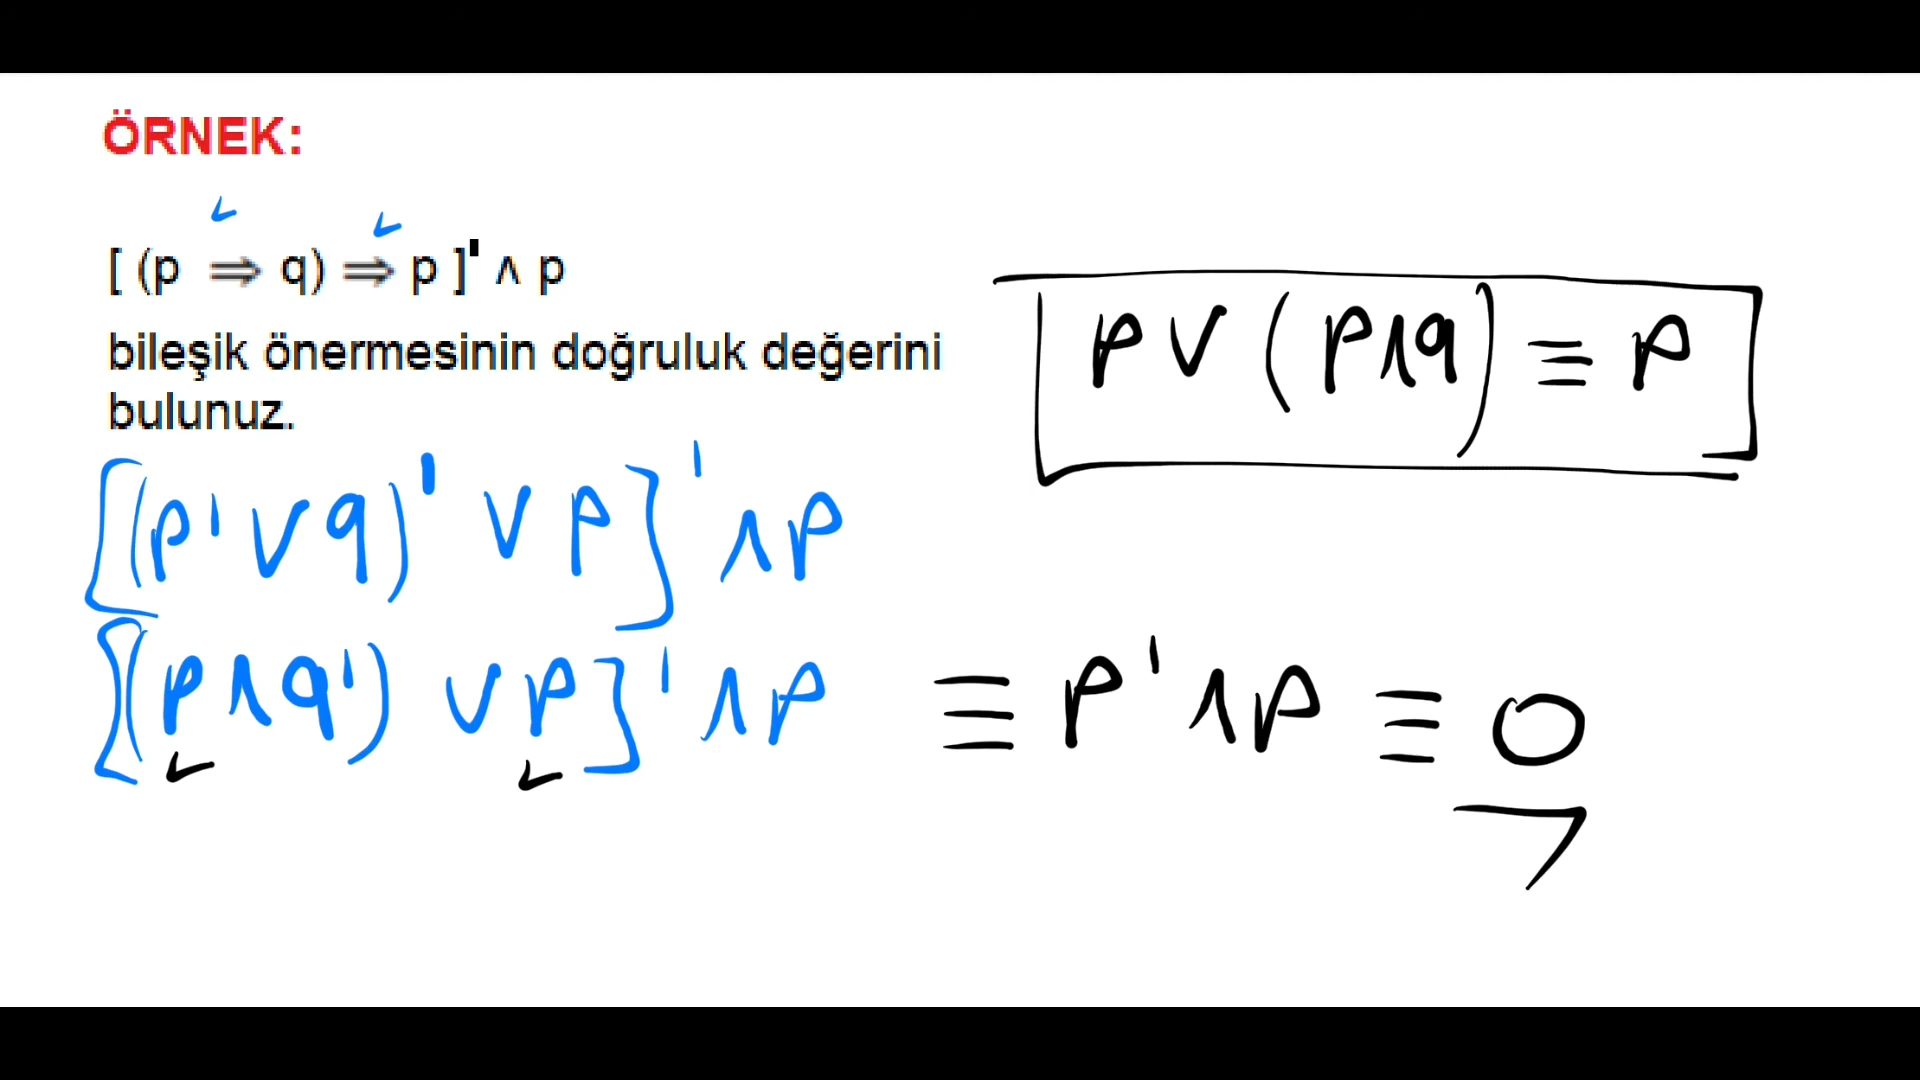 ÖRNEK:
[ (p ⇒ q) ⇒ p ]' ∧ p
bileşik önermesinin doğruluk değerini
bulunuz.
p ∨ (p ∧ q) ≡ p
[(p' ∨ q)' ∨ p]' ∧ p
[(p ∧ q') ∨ p]' ∧ p ≡ p' ∧ p ≡ 0